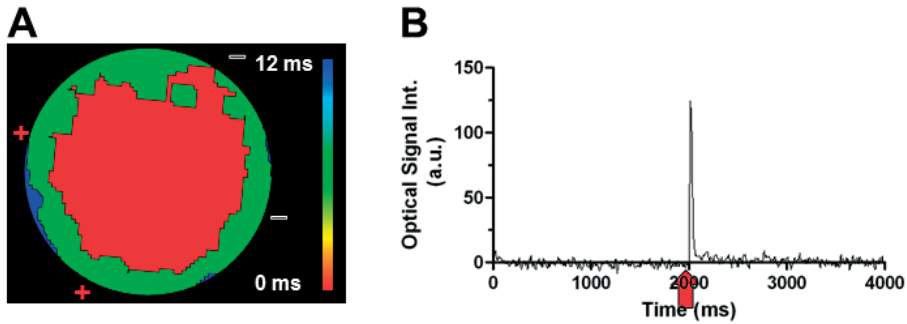 A
B
12 ms
0 ms
+
+
Optical Signal Int.
(a.u.)
150
100
50
0
0
1000
2000
3000
4000
Time (ms)